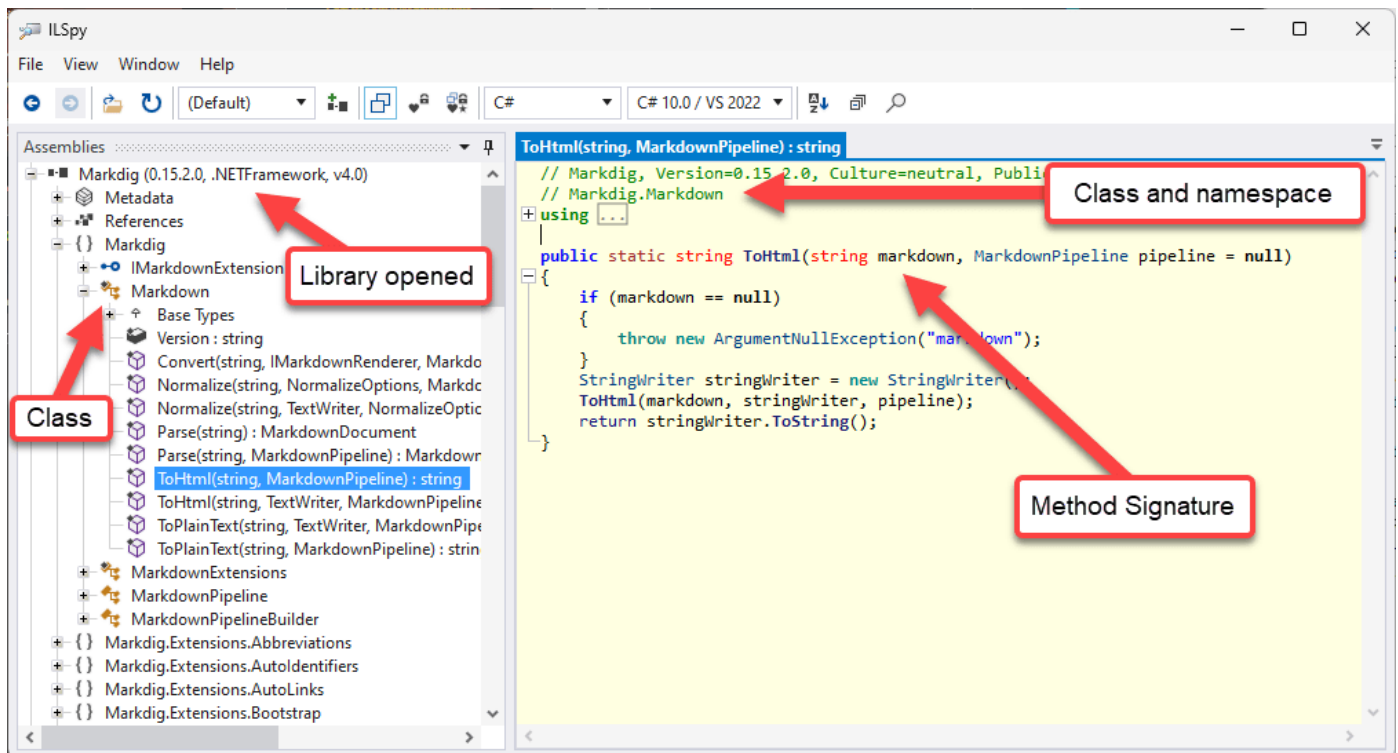 ILSpy
File View Window Help
(Default) C# C# 10.0 / VS 2022
Assemblies
Markdig (0.15.2.0, .NETFramework, v4.0)
Metadata
References
{} Markdig
IMarkdownExtension
Markdown
Base Types
Version : string
Convert(string, IMarkdownRenderer, Markdo
Normalize(string, NormalizeOptions, Markdc
Normalize(string, TextWriter, NormalizeOptic
Parse(string) : MarkdownDocument
Parse(string, MarkdownPipeline) : Markdowr
ToHtml(string, MarkdownPipeline) : string
ToHtml(string, TextWriter, MarkdownPipeline
ToPlainText(string, TextWriter, MarkdownPipe
ToPlainText(string, MarkdownPipeline) : strin
MarkdownExtensions
MarkdownPipeline
MarkdownPipelineBuilder
{} Markdig.Extensions.Abbreviations
{} Markdig.Extensions.AutoIdentifiers
{} Markdig.Extensions.AutoLinks
{} Markdig.Extensions.Bootstrap
Library opened
Class
ToHtml(string, MarkdownPipeline) : string
// Markdig, Version=0.15.2.0, Culture=neutral, Publi
// Markdig.Markdown
using ...
public static string ToHtml(string markdown, MarkdownPipeline pipeline = null)
{
if (markdown == null)
{
throw new ArgumentNullException("markdown");
}
StringWriter stringWriter = new StringWriter();
ToHtml(markdown, stringWriter, pipeline);
return stringWriter.ToString();
}
Class and namespace
Method Signature